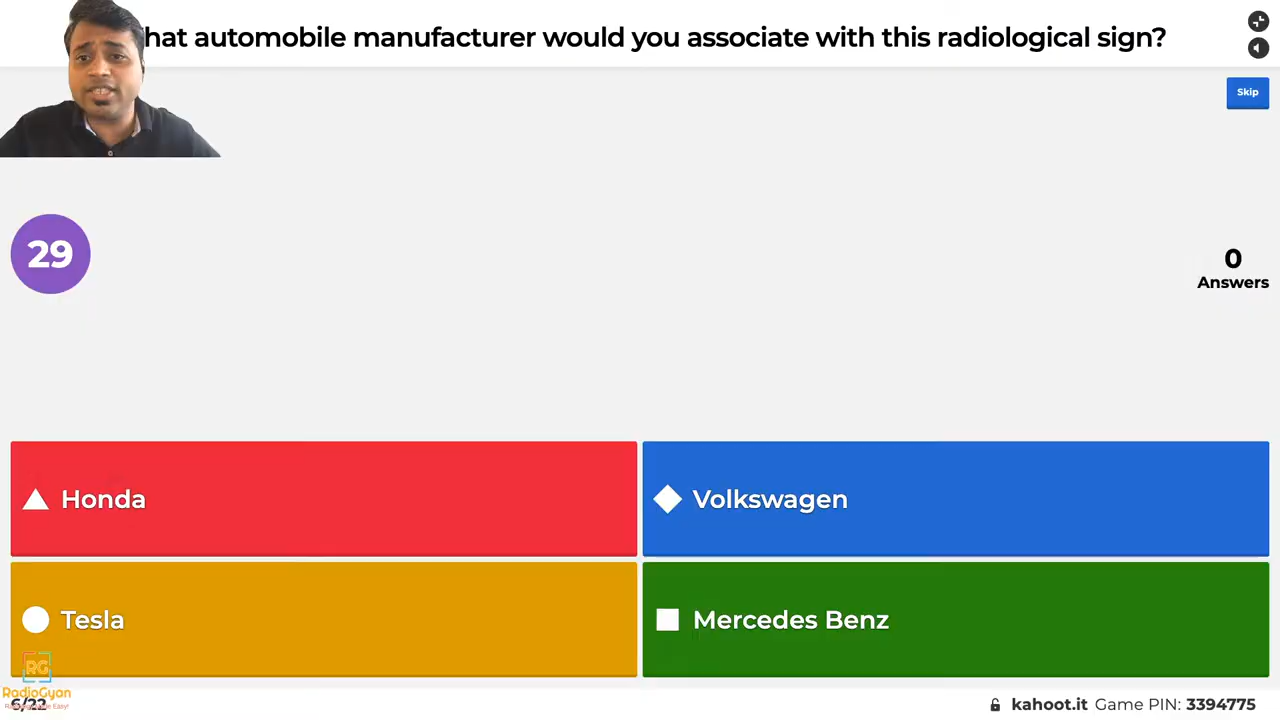 hat automobile manufacturer would you associate with this radiological sign?
Skip
29
0
Answers
Honda
Volkswagen
Tesla
Mercedes Benz
RG
RadioGyan
6/22
kahoot.it Game PIN: 3394775